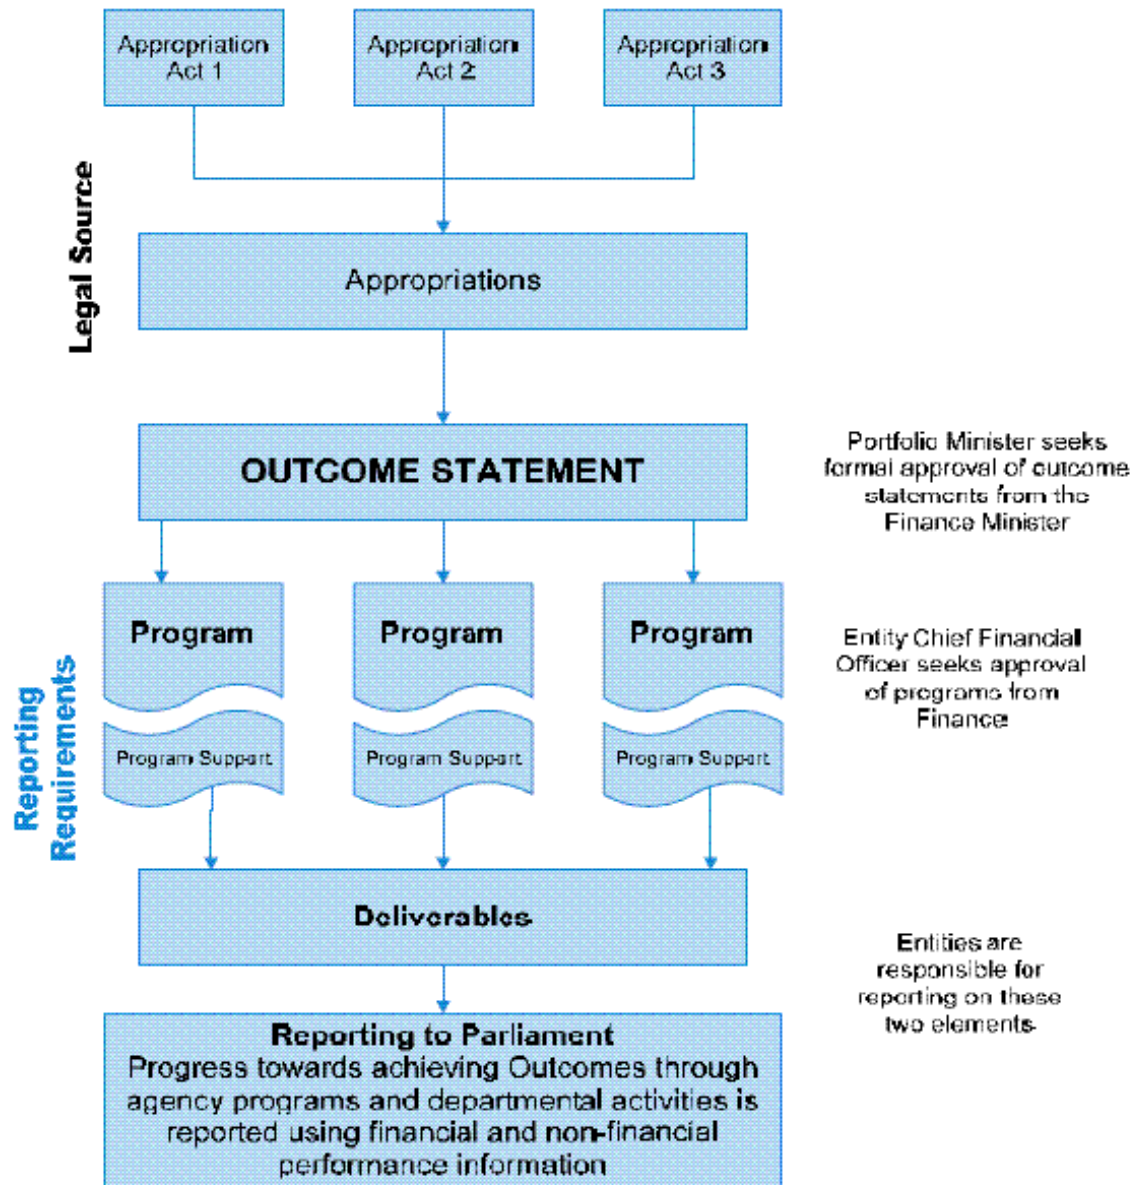 Appropriation
Act 1
Appropriation
Act 2
Appropriation
Act 3
Legal Source
Appropriations
OUTCOME STATEMENT
Portfolio Minister seeks
formal approval of outcome
statements from the
Finance Minister
Reporting
Requirements
Program
Program
Program
Entity Chief Financial
Officer seeks approval
of programs from
Finance
Program Support
Program Support
Program Support
Deliverables
Entities are
responsible for
reporting on these
two elements
Reporting to Parliament
Progress towards achieving Outcomes through
agency programs and departmental activities is
reported using financial and non-financial
performance information